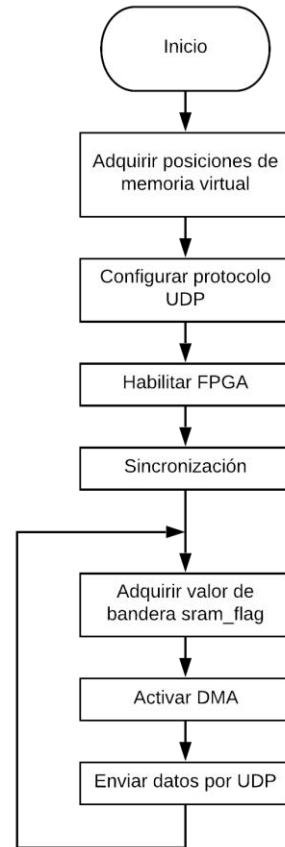 Inicio
Adquirir posiciones de
memoria virtual
Configurar protocolo
UDP
Habilitar FPGA
Sincronización
Adquirir valor de
bandera sram_flag
Activar DMA
Enviar datos por UDP